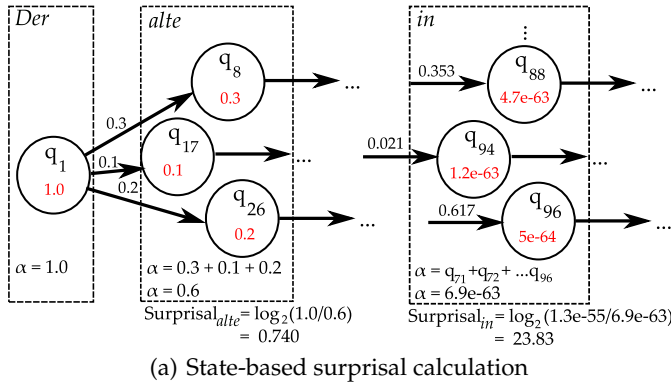 Der
alte
in
q1
1.0
0.3
0.1
0.2
q8
0.3
...
q17
0.1
...
q26
0.2
...
⋮
0.353
q88
4.7e-63
...
0.021
q94
1.2e-63
...
0.617
q96
5e-64
...
α = 1.0
α = 0.3 + 0.1 + 0.2
α = 0.6
α = q71+q72+ ...q96
α = 6.9e-63
Surprisalalte= log2(1.0/0.6)
= 0.740
Surprisalin= log2(1.3e-55/6.9e-63)
= 23.83
(a) State-based surprisal calculation